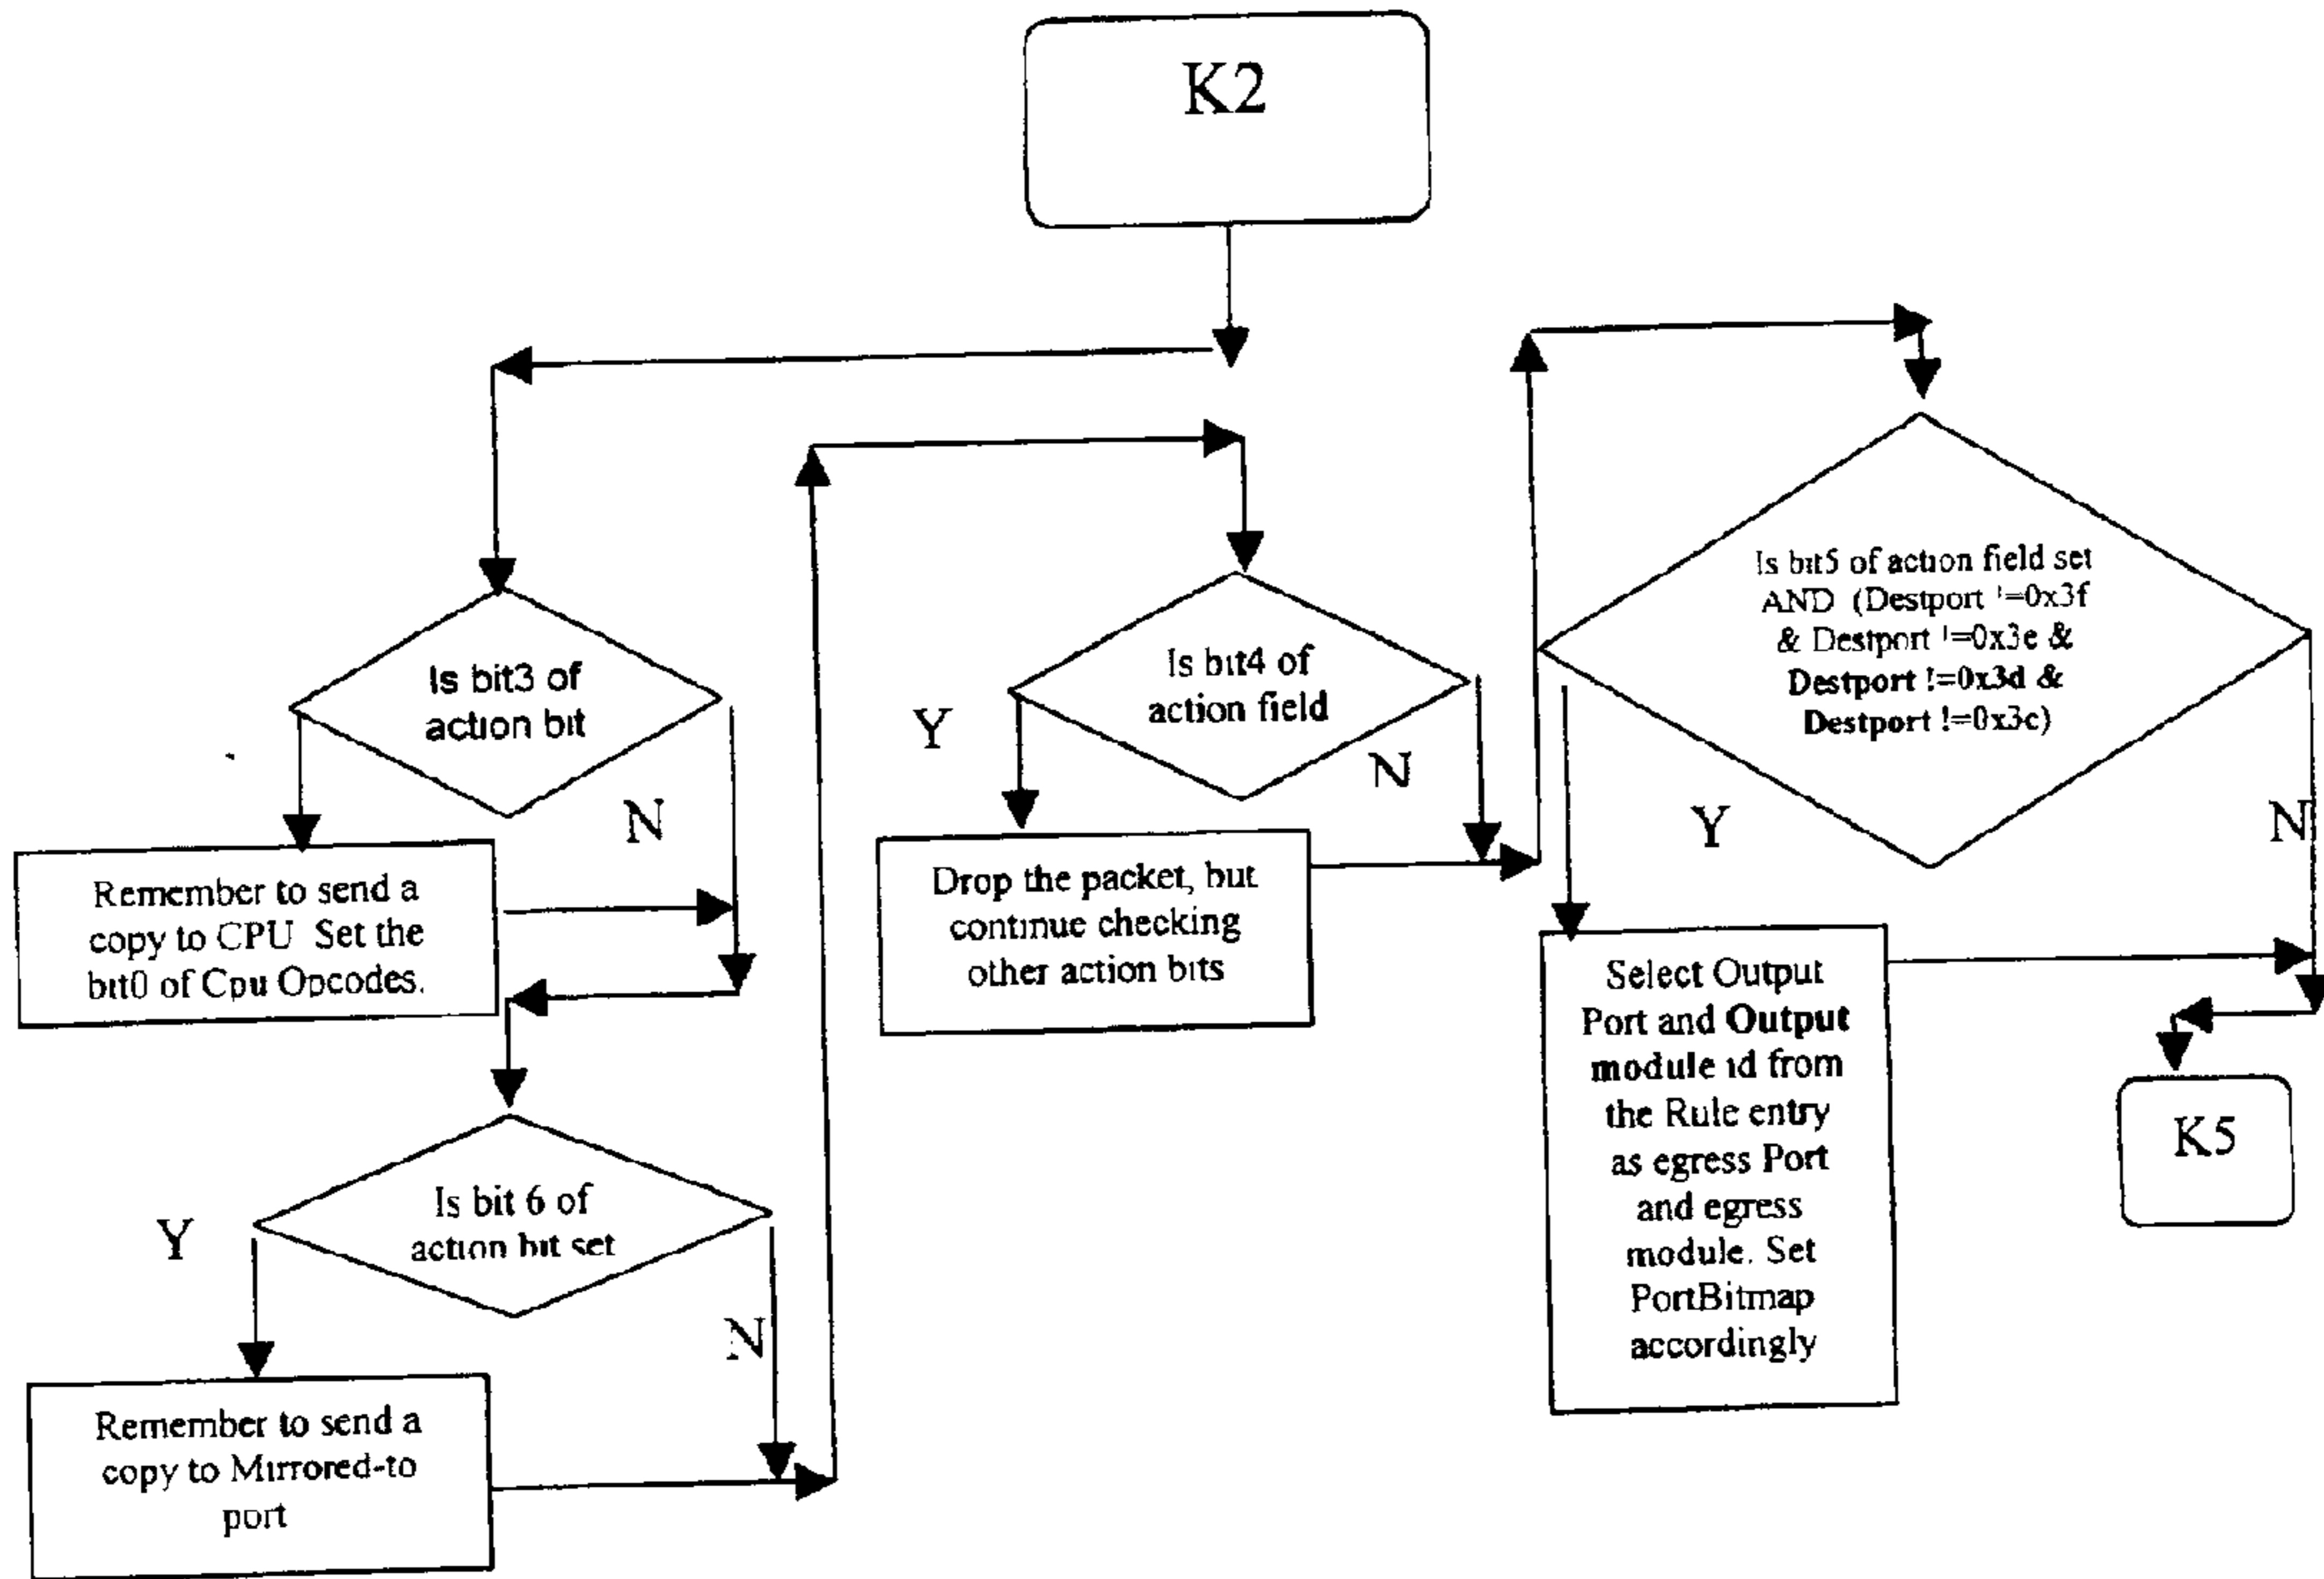 K2
Is bit3 of
action bit
N
Remember to send a
copy to CPU Set the
bit0 of Cpu Opcodes.
Is bit 6 of
action bit set
Y
N
Remember to send a
copy to Mirrored-to
port
Is bit4 of
action field
Y
N
Drop the packet, but
continue checking
other action bits
Is bit5 of action field set
AND (Destport !=0x3f
& Destport !=0x3e &
Destport !=0x3d &
Destport !=0x3c)
Y
N
Select Output
Port and Output
module id from
the Rule entry
as egress Port
and egress
module. Set
PortBitmap
accordingly
K5